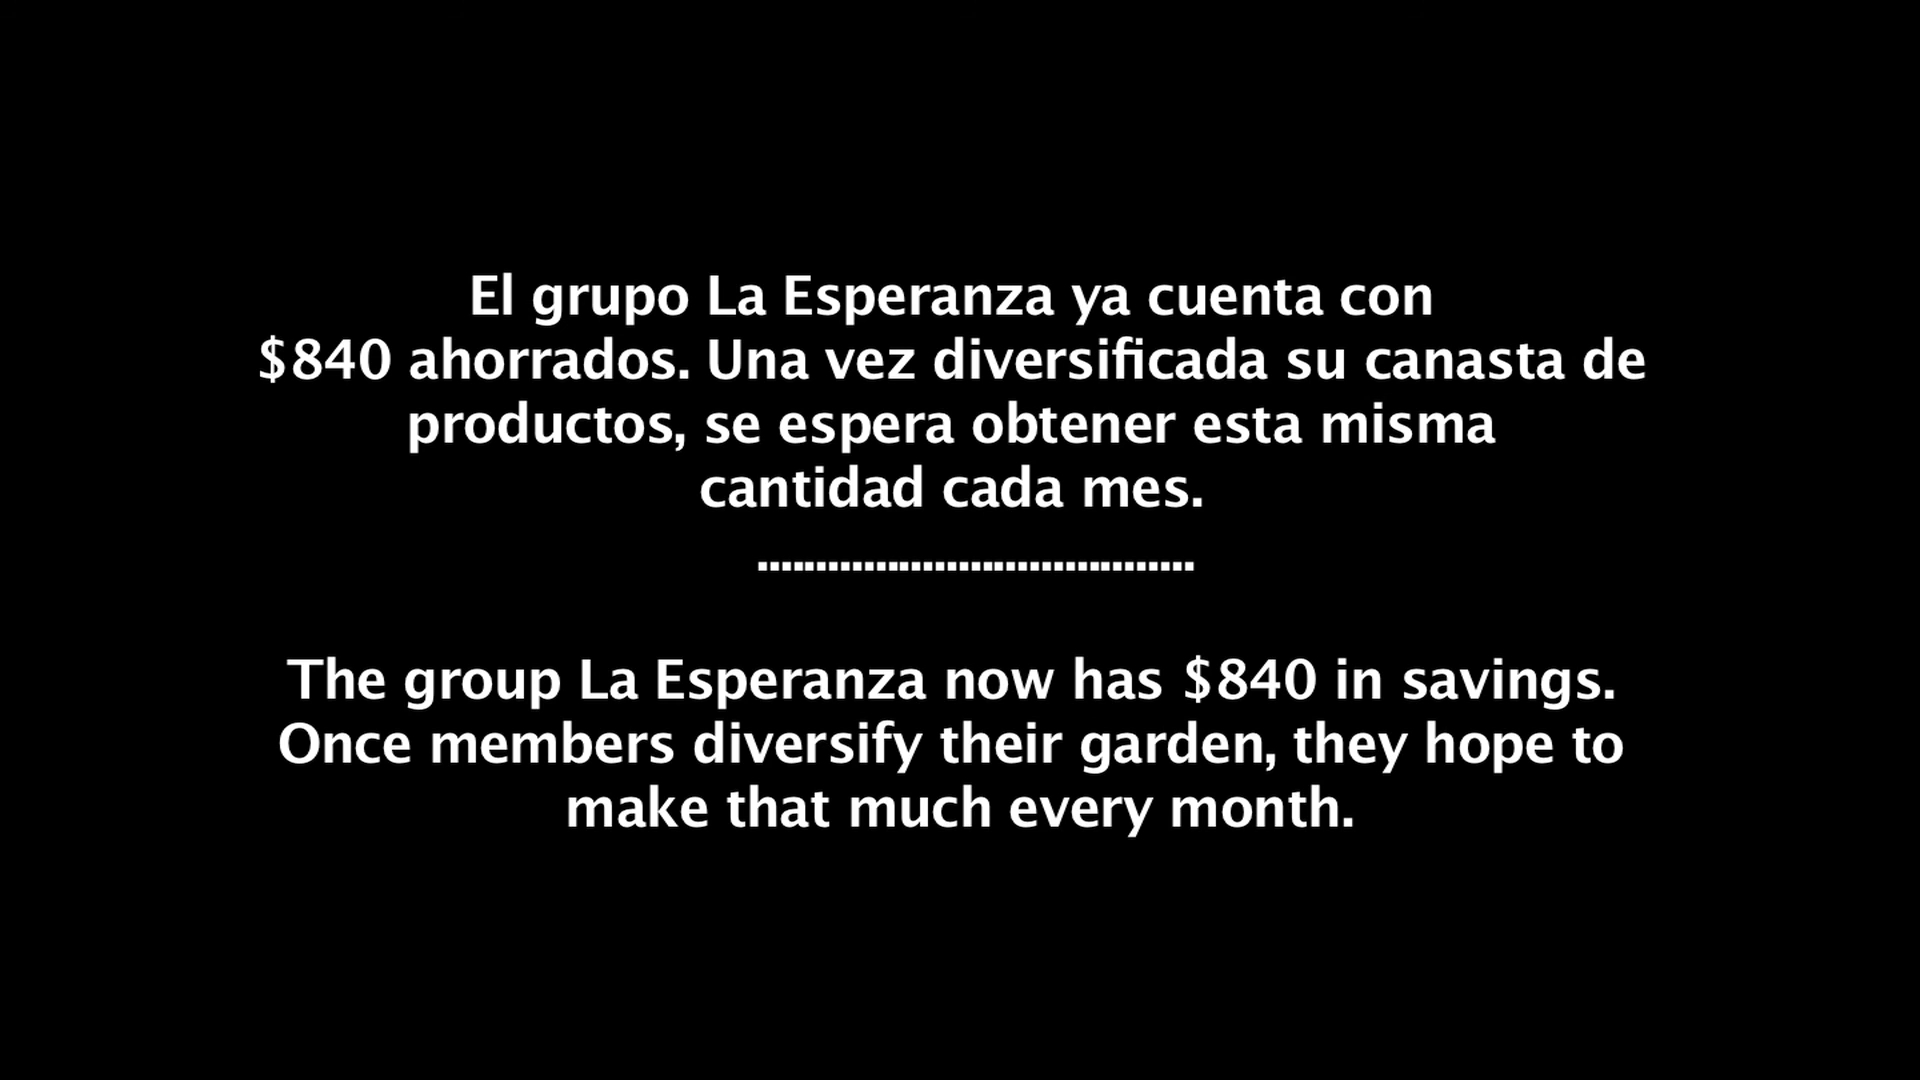 El grupo La Esperanza ya cuenta con
$840 ahorrados. Una vez diversificada su canasta de
productos, se espera obtener esta misma
cantidad cada mes.
.....................................
The group La Esperanza now has $840 in savings.
Once members diversify their garden, they hope to
make that much every month.